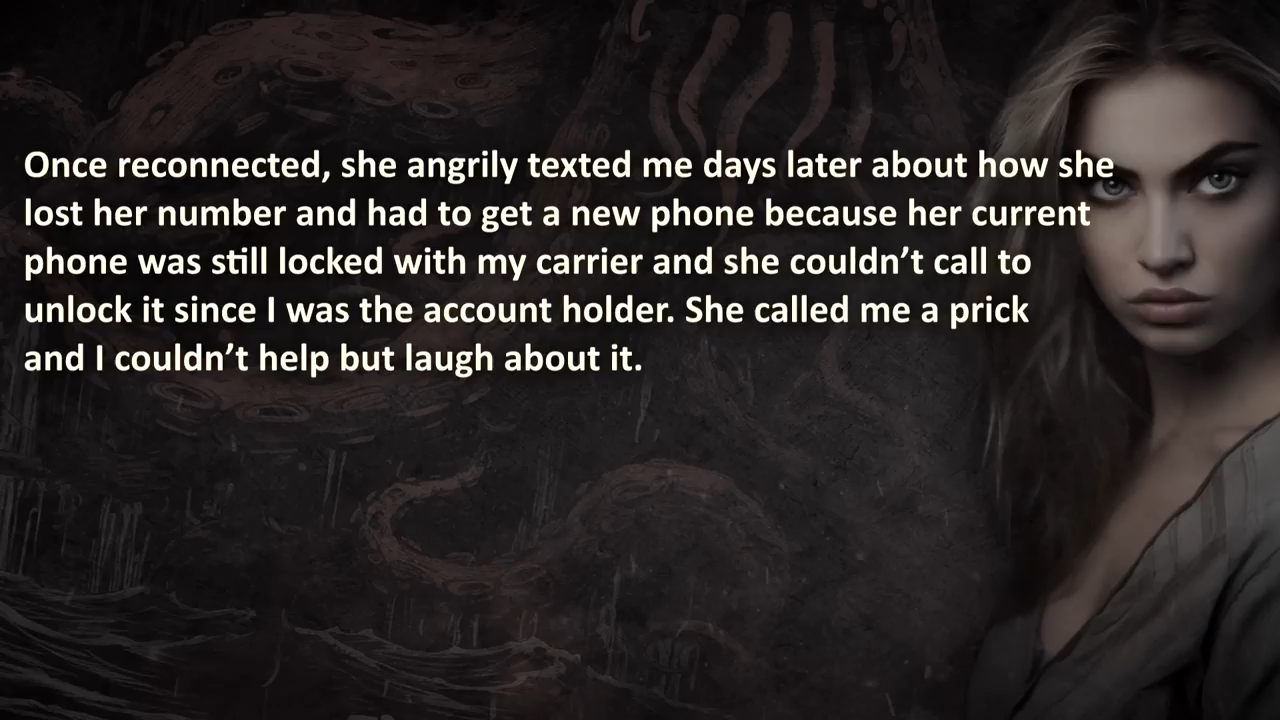 Once reconnected, she angrily texted me days later about how she
lost her number and had to get a new phone because her current
phone was still locked with my carrier and she couldn’t call to
unlock it since I was the account holder. She called me a prick
and I couldn’t help but laugh about it.